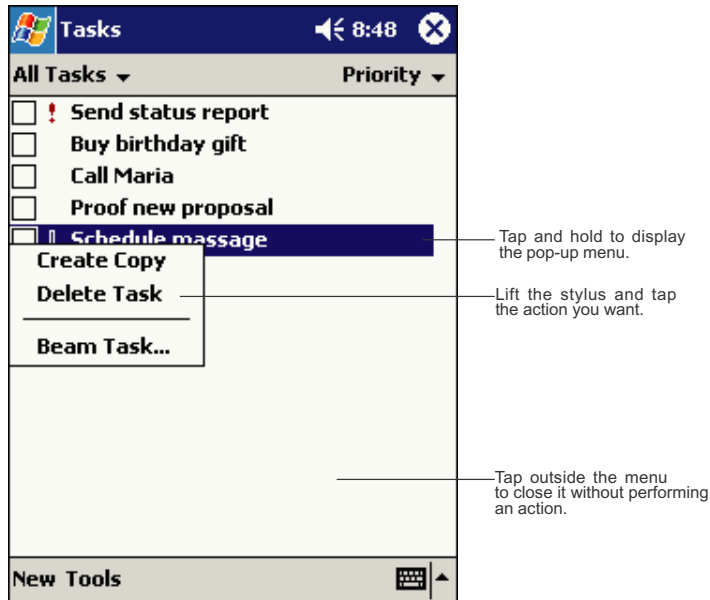 Tasks 8:48
All Tasks Priority
! Send status report
Buy birthday gift
Call Maria
Proof new proposal
Schedule massage
Create Copy
Delete Task
Beam Task...
New Tools
Tap and hold to display
the pop-up menu.
Lift the stylus and tap
the action you want.
Tap outside the menu
to close it without performing
an action.